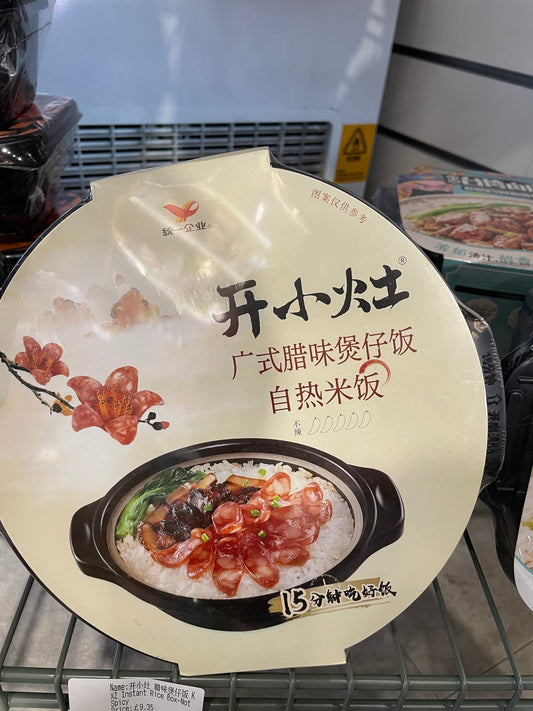 统一企业®
图案仅供参考
开小灶®
广式腊味煲仔饭
自热米饭
不辣
15分钟吃好饭
Name:开小灶 腊味煲仔饭 K
XZ Instant Rice Box-Not
Spicy
Price: £9.35